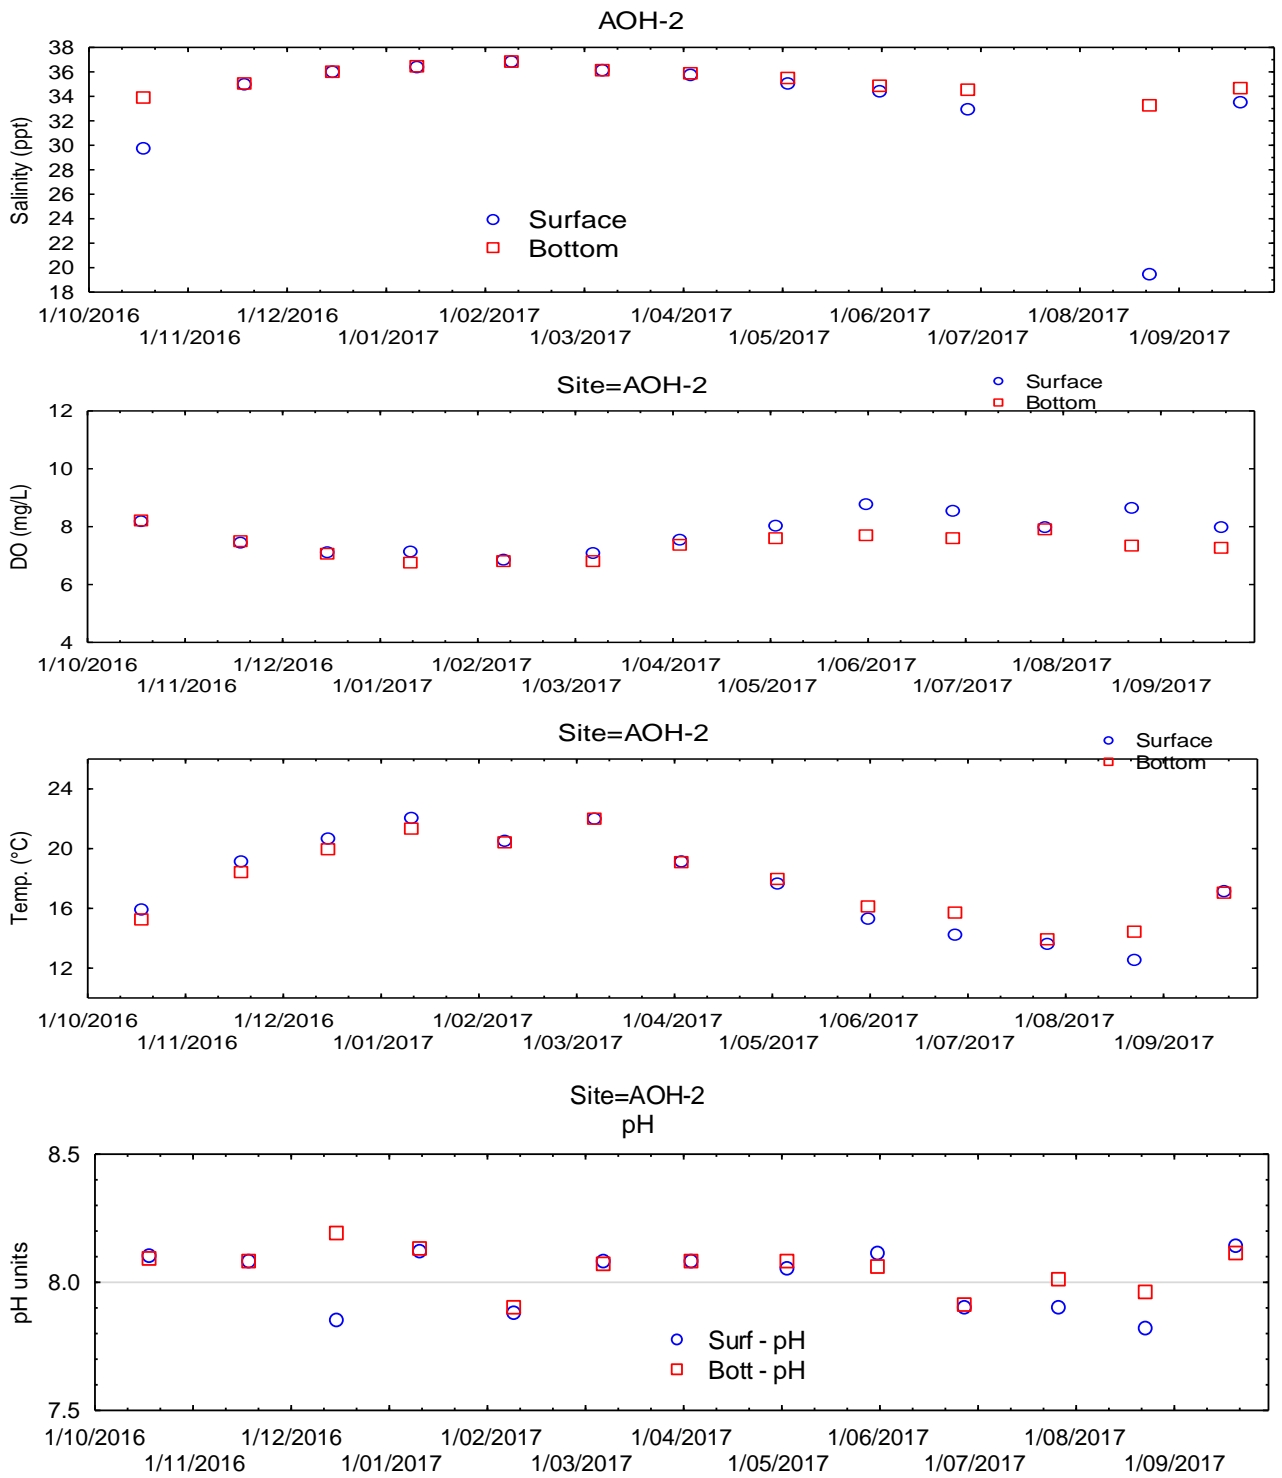 AOH-2
Salinity (ppt)
38
36
34
32
30
28
26
24
22
20
18
Surface
Bottom
1/10/2016 1/12/2016 1/02/2017 1/04/2017 1/06/2017 1/08/2017
1/11/2016 1/01/2017 1/03/2017 1/05/2017 1/07/2017 1/09/2017
Site=AOH-2
Surface
Bottom
DO (mg/L)
12
10
8
6
4
1/10/2016 1/12/2016 1/02/2017 1/04/2017 1/06/2017 1/08/2017
1/11/2016 1/01/2017 1/03/2017 1/05/2017 1/07/2017 1/09/2017
Site=AOH-2
Surface
Bottom
Temp. (°C)
24
20
16
12
1/10/2016 1/12/2016 1/02/2017 1/04/2017 1/06/2017 1/08/2017
1/11/2016 1/01/2017 1/03/2017 1/05/2017 1/07/2017 1/09/2017
Site=AOH-2
pH
pH units
8.5
8.0
7.5
Surf - pH
Bott - pH
1/10/2016 1/12/2016 1/02/2017 1/04/2017 1/06/2017 1/08/2017
1/11/2016 1/01/2017 1/03/2017 1/05/2017 1/07/2017 1/09/2017